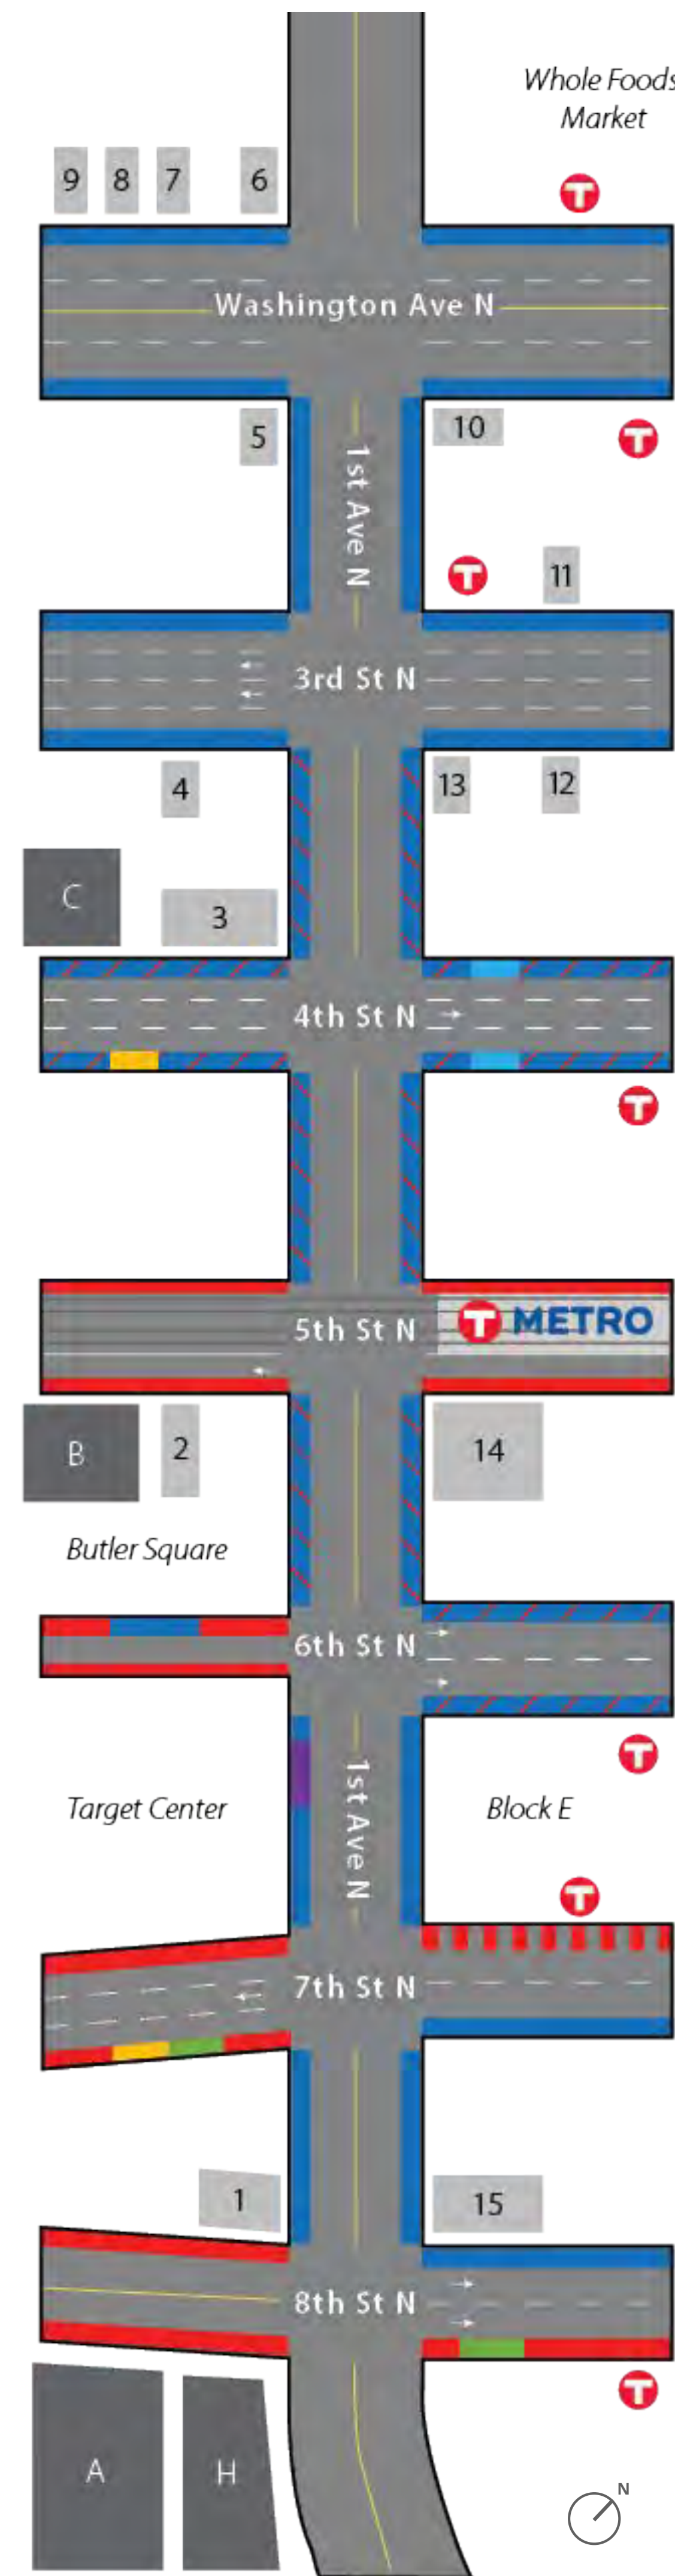 Whole Foods
Market
T
9 8 7 6
Washington Ave N
5 10
T
1st Ave N
T 11
3rd St N
4 13 12
C
3
4th St N
T
5th St N T METRO
B 2 14
Butler Square
6th St N
T
1st Ave N
Target Center Block E
T
7th St N
1 15
8th St N
T
A H
N